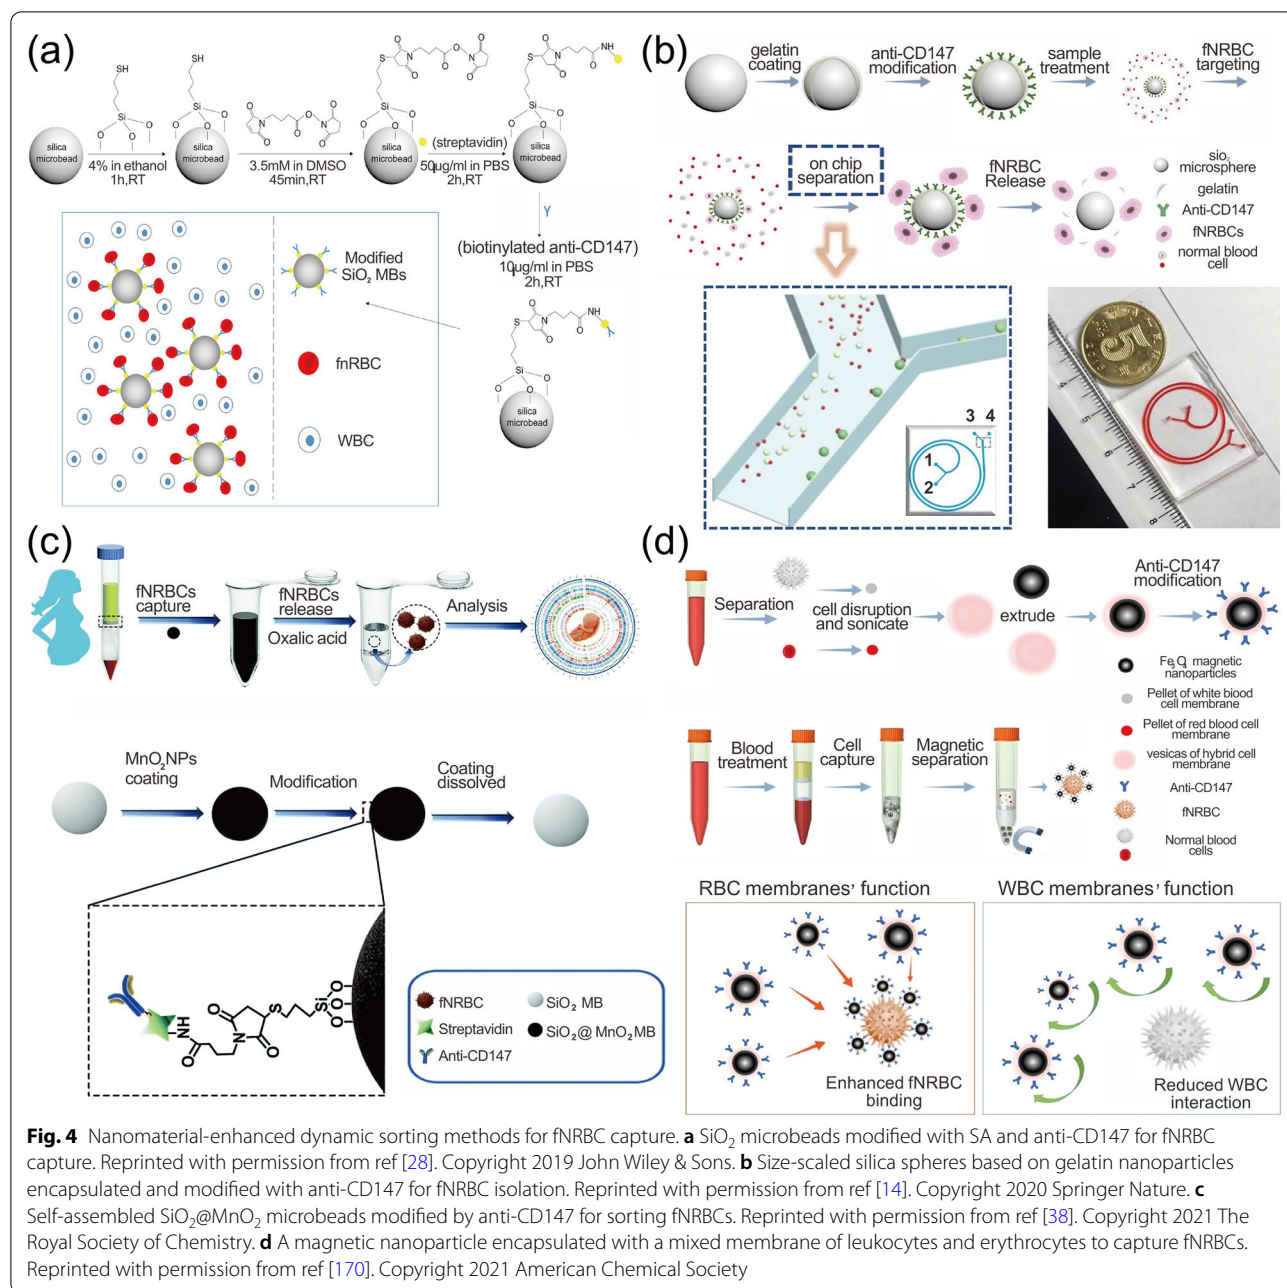 (a)
SH
SH
Si
O
O
O
silica
microbead
4% in ethanol
1h,RT
silica
microbead
3.5mM in DMSO
45min,RT
silica
microbead
(streptavidin)
50µg/ml in PBS
2h,RT
NH
silica
microbead
(biotinylated anti-CD147)
10µg/ml in PBS
2h,RT
silica
microbead
Modified
SiO₂ MBs
fnRBC
WBC
(b)
gelatin
coating
anti-CD147
modification
sample
treatment
fNRBC
targeting
on chip
separation
fNRBC
Release
sio₂
microsphere
gelatin
Anti-CD147
fNRBCs
normal blood
cell
1
2
3 4
5
4
5
6
7
8
(c)
fNRBCs
capture
fNRBCs
release
Oxalic acid
Analysis
MnO₂NPs
coating
Modification
Coating
dissolved
fNRBC
SiO₂ MB
Streptavidin
SiO₂@ MnO₂MB
Anti-CD147
(d)
Separation
cell disruption
and sonicate
extrude
Anti-CD147
modification
Fe₃O₄ magnetic
nanoparticles
Pellet of white blood
cell membrane
Pellet of red blood cell
membrane
vesicas of hybrid cell
membrane
Anti-CD147
fNRBC
Normal blood
cells
Blood
treatment
Cell
capture
Magnetic
separation
RBC membranes' function
Enhanced fNRBC
binding
WBC membranes' function
Reduced WBC
interaction
Fig. 4 Nanomaterial-enhanced dynamic sorting methods for fNRBC capture. a SiO₂ microbeads modified with SA and anti-CD147 for fNRBC
capture. Reprinted with permission from ref [28]. Copyright 2019 John Wiley & Sons. b Size-scaled silica spheres based on gelatin nanoparticles
encapsulated and modified with anti-CD147 for fNRBC isolation. Reprinted with permission from ref [14]. Copyright 2020 Springer Nature. c
Self-assembled SiO₂@MnO₂ microbeads modified by anti-CD147 for sorting fNRBCs. Reprinted with permission from ref [38]. Copyright 2021 The
Royal Society of Chemistry. d A magnetic nanoparticle encapsulated with a mixed membrane of leukocytes and erythrocytes to capture fNRBCs.
Reprinted with permission from ref [170]. Copyright 2021 American Chemical Society